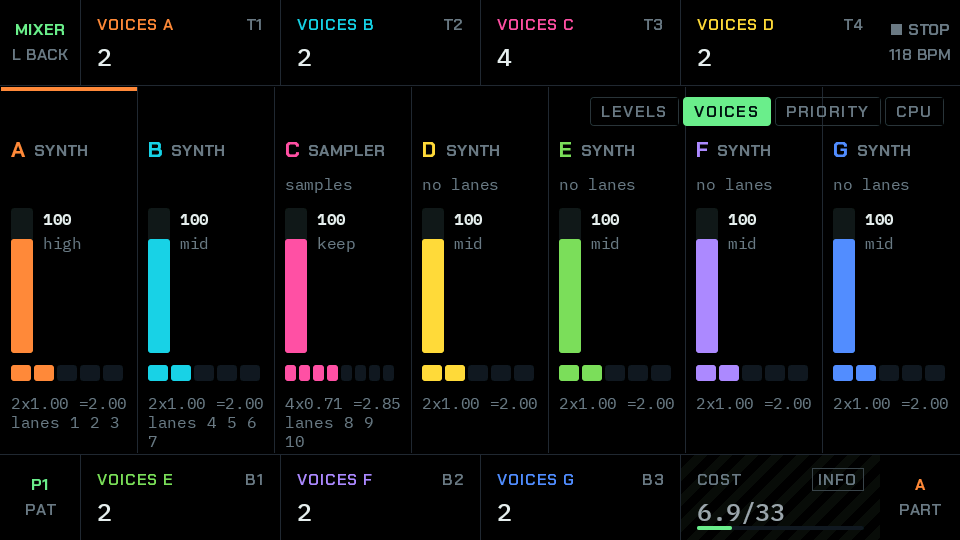 MIXER
L BACK
VOICES A T1
2
VOICES B T2
2
VOICES C T3
4
VOICES D T4
2
STOP
118 BPM
LEVELS VOICES PRIORITY CPU
A SYNTH
B SYNTH
C SAMPLER
D SYNTH
E SYNTH
F SYNTH
G SYNTH
samples
no lanes
no lanes
no lanes
no lanes
100
high
100
mid
100
keep
100
mid
100
mid
100
mid
100
mid
2x1.00 =2.00
lanes 1 2 3
2x1.00 =2.00
lanes 4 5 6
7
4x0.71 =2.85
lanes 8 9
10
2x1.00 =2.00
2x1.00 =2.00
2x1.00 =2.00
2x1.00 =2.00
P1
PAT
VOICES E B1
2
VOICES F B2
2
VOICES G B3
2
COST INFO
6.9/33
A
PART